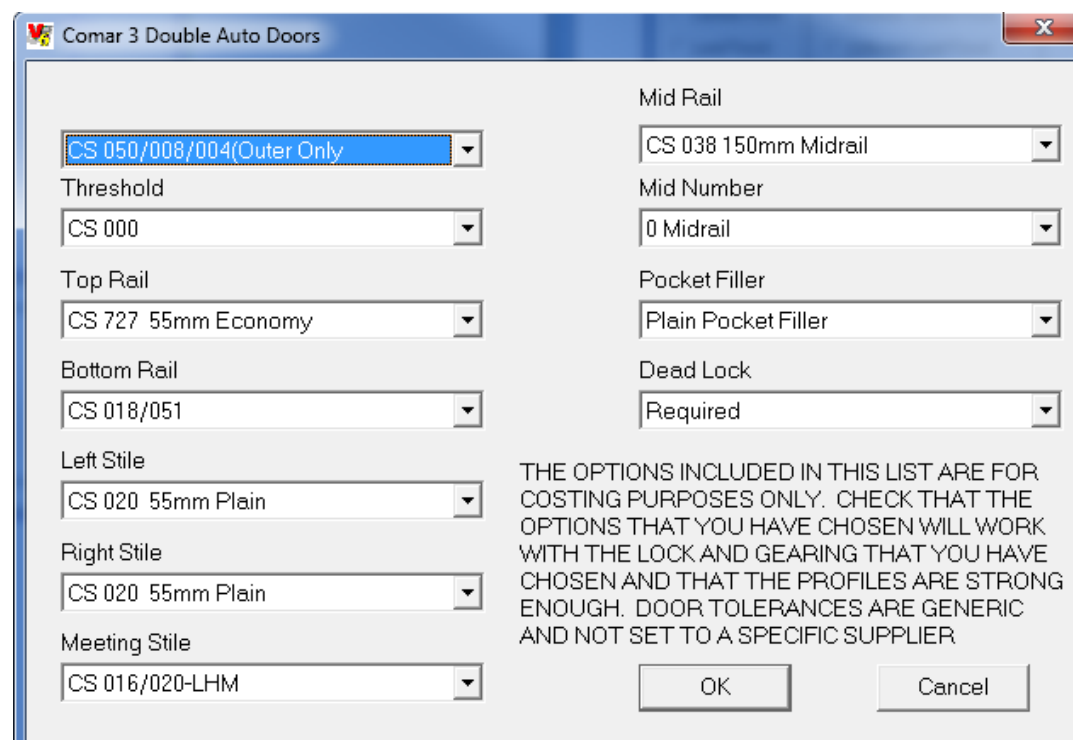 Comar 3 Double Auto Doors
X
CS 050/008/004(Outer Only
Threshold
CS 000
Top Rail
CS 727  55mm Economy
Bottom Rail
CS 018/051
Left Stile
CS 020  55mm Plain
Right Stile
CS 020  55mm Plain
Meeting Stile
CS 016/020-LHM
Mid Rail
CS 038 150mm Midrail
Mid Number
0 Midrail
Pocket Filler
Plain Pocket Filler
Dead Lock
Required
THE OPTIONS INCLUDED IN THIS LIST ARE FOR
COSTING PURPOSES ONLY.  CHECK THAT THE
OPTIONS THAT YOU HAVE CHOSEN WILL WORK
WITH THE LOCK AND GEARING THAT YOU HAVE
CHOSEN AND THAT THE PROFILES ARE STRONG
ENOUGH.  DOOR TOLERANCES ARE GENERIC
AND NOT SET TO A SPECIFIC SUPPLIER
OK
Cancel